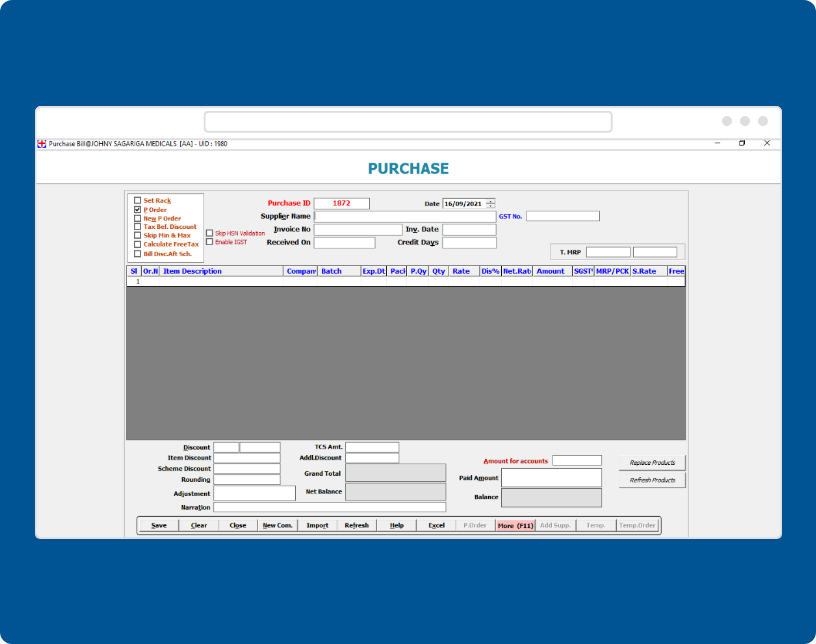 Purchase Bill@JOHNY SAGARIGA MEDICALS [AA] - UID : 1980
PURCHASE
Set Rack
P Order
New P Order
Tax Bef. Discount
Skip Min & Max
Calculate FreeTax
Bill Disc.Aft Sch.
Skip HSN Validation
Enable IGST
Purchase ID 1872 Date 16/09/2021
Supplier Name GST No.
Invoice No Inv. Date
Received On Credit Days
T. MRP
Sl Or.N Item Description Compan Batch Exp.Dt Paci P.Qy Qty Rate Dis% Net.Rat Amount SGST MRP/PCK S.Rate Free
1
Discount TCS Amt.
Item Discount Addl.Discount
Scheme Discount Grand Total
Rounding
Adjustment Net Balance
Narration
Amount for accounts
Paid Amount
Balance
Replace Products
Refresh Products
Save Clear Close New Com. Import Refresh Help Excel P.Order More (F11) Add Supp. Temp. Temp.Order